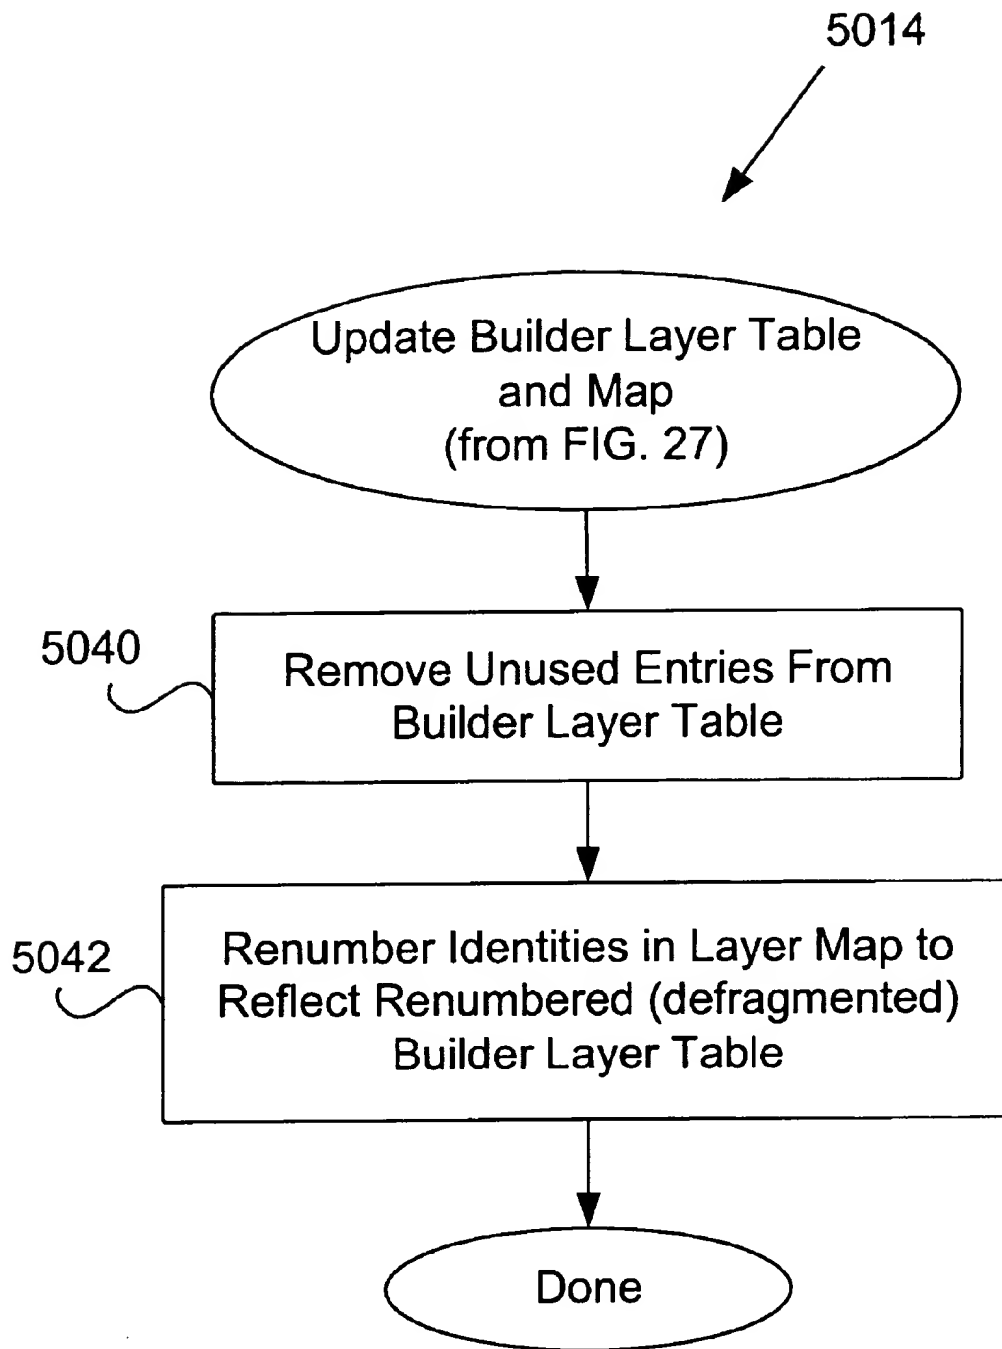 5014
Update Builder Layer Table
and Map
(from FIG. 27)
5040
Remove Unused Entries From
Builder Layer Table
5042
Renumber Identities in Layer Map to
Reflect Renumbered (defragmented)
Builder Layer Table
Done